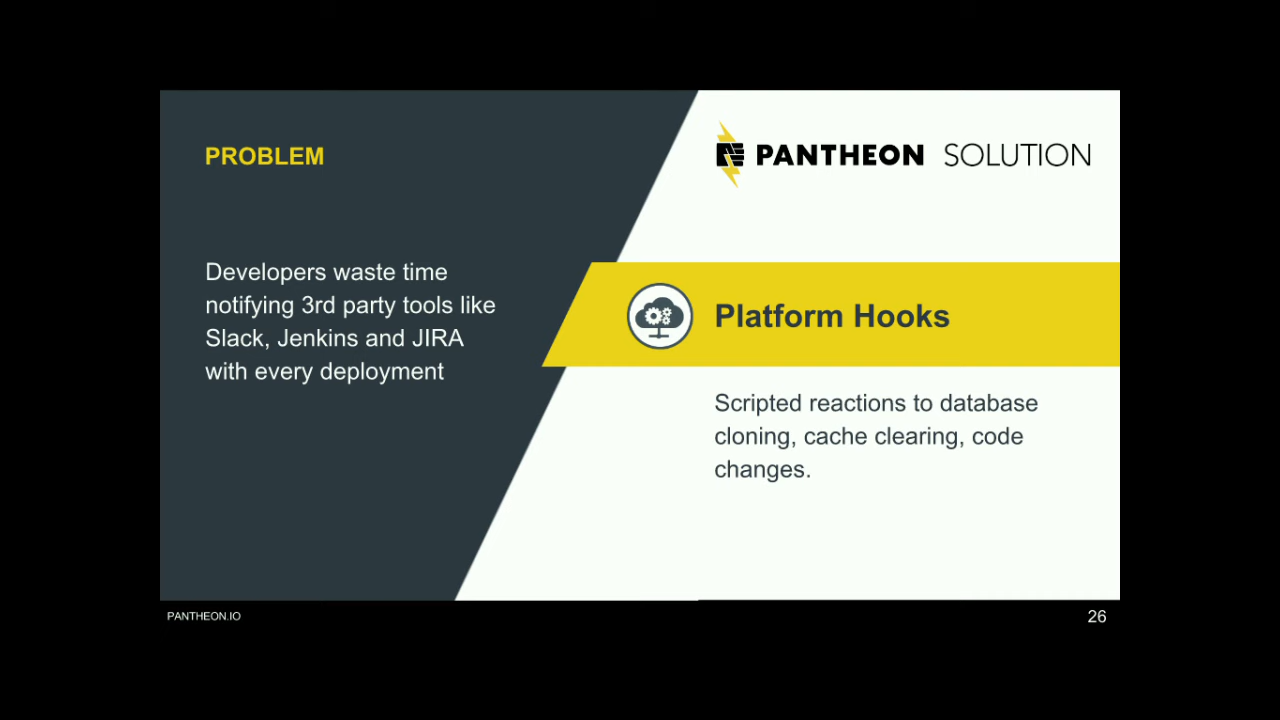 PROBLEM
Developers waste time
notifying 3rd party tools like
Slack, Jenkins and JIRA
with every deployment
PANTHEON SOLUTION
Platform Hooks
Scripted reactions to database
cloning, cache clearing, code
changes.
PANTHEON.IO
26